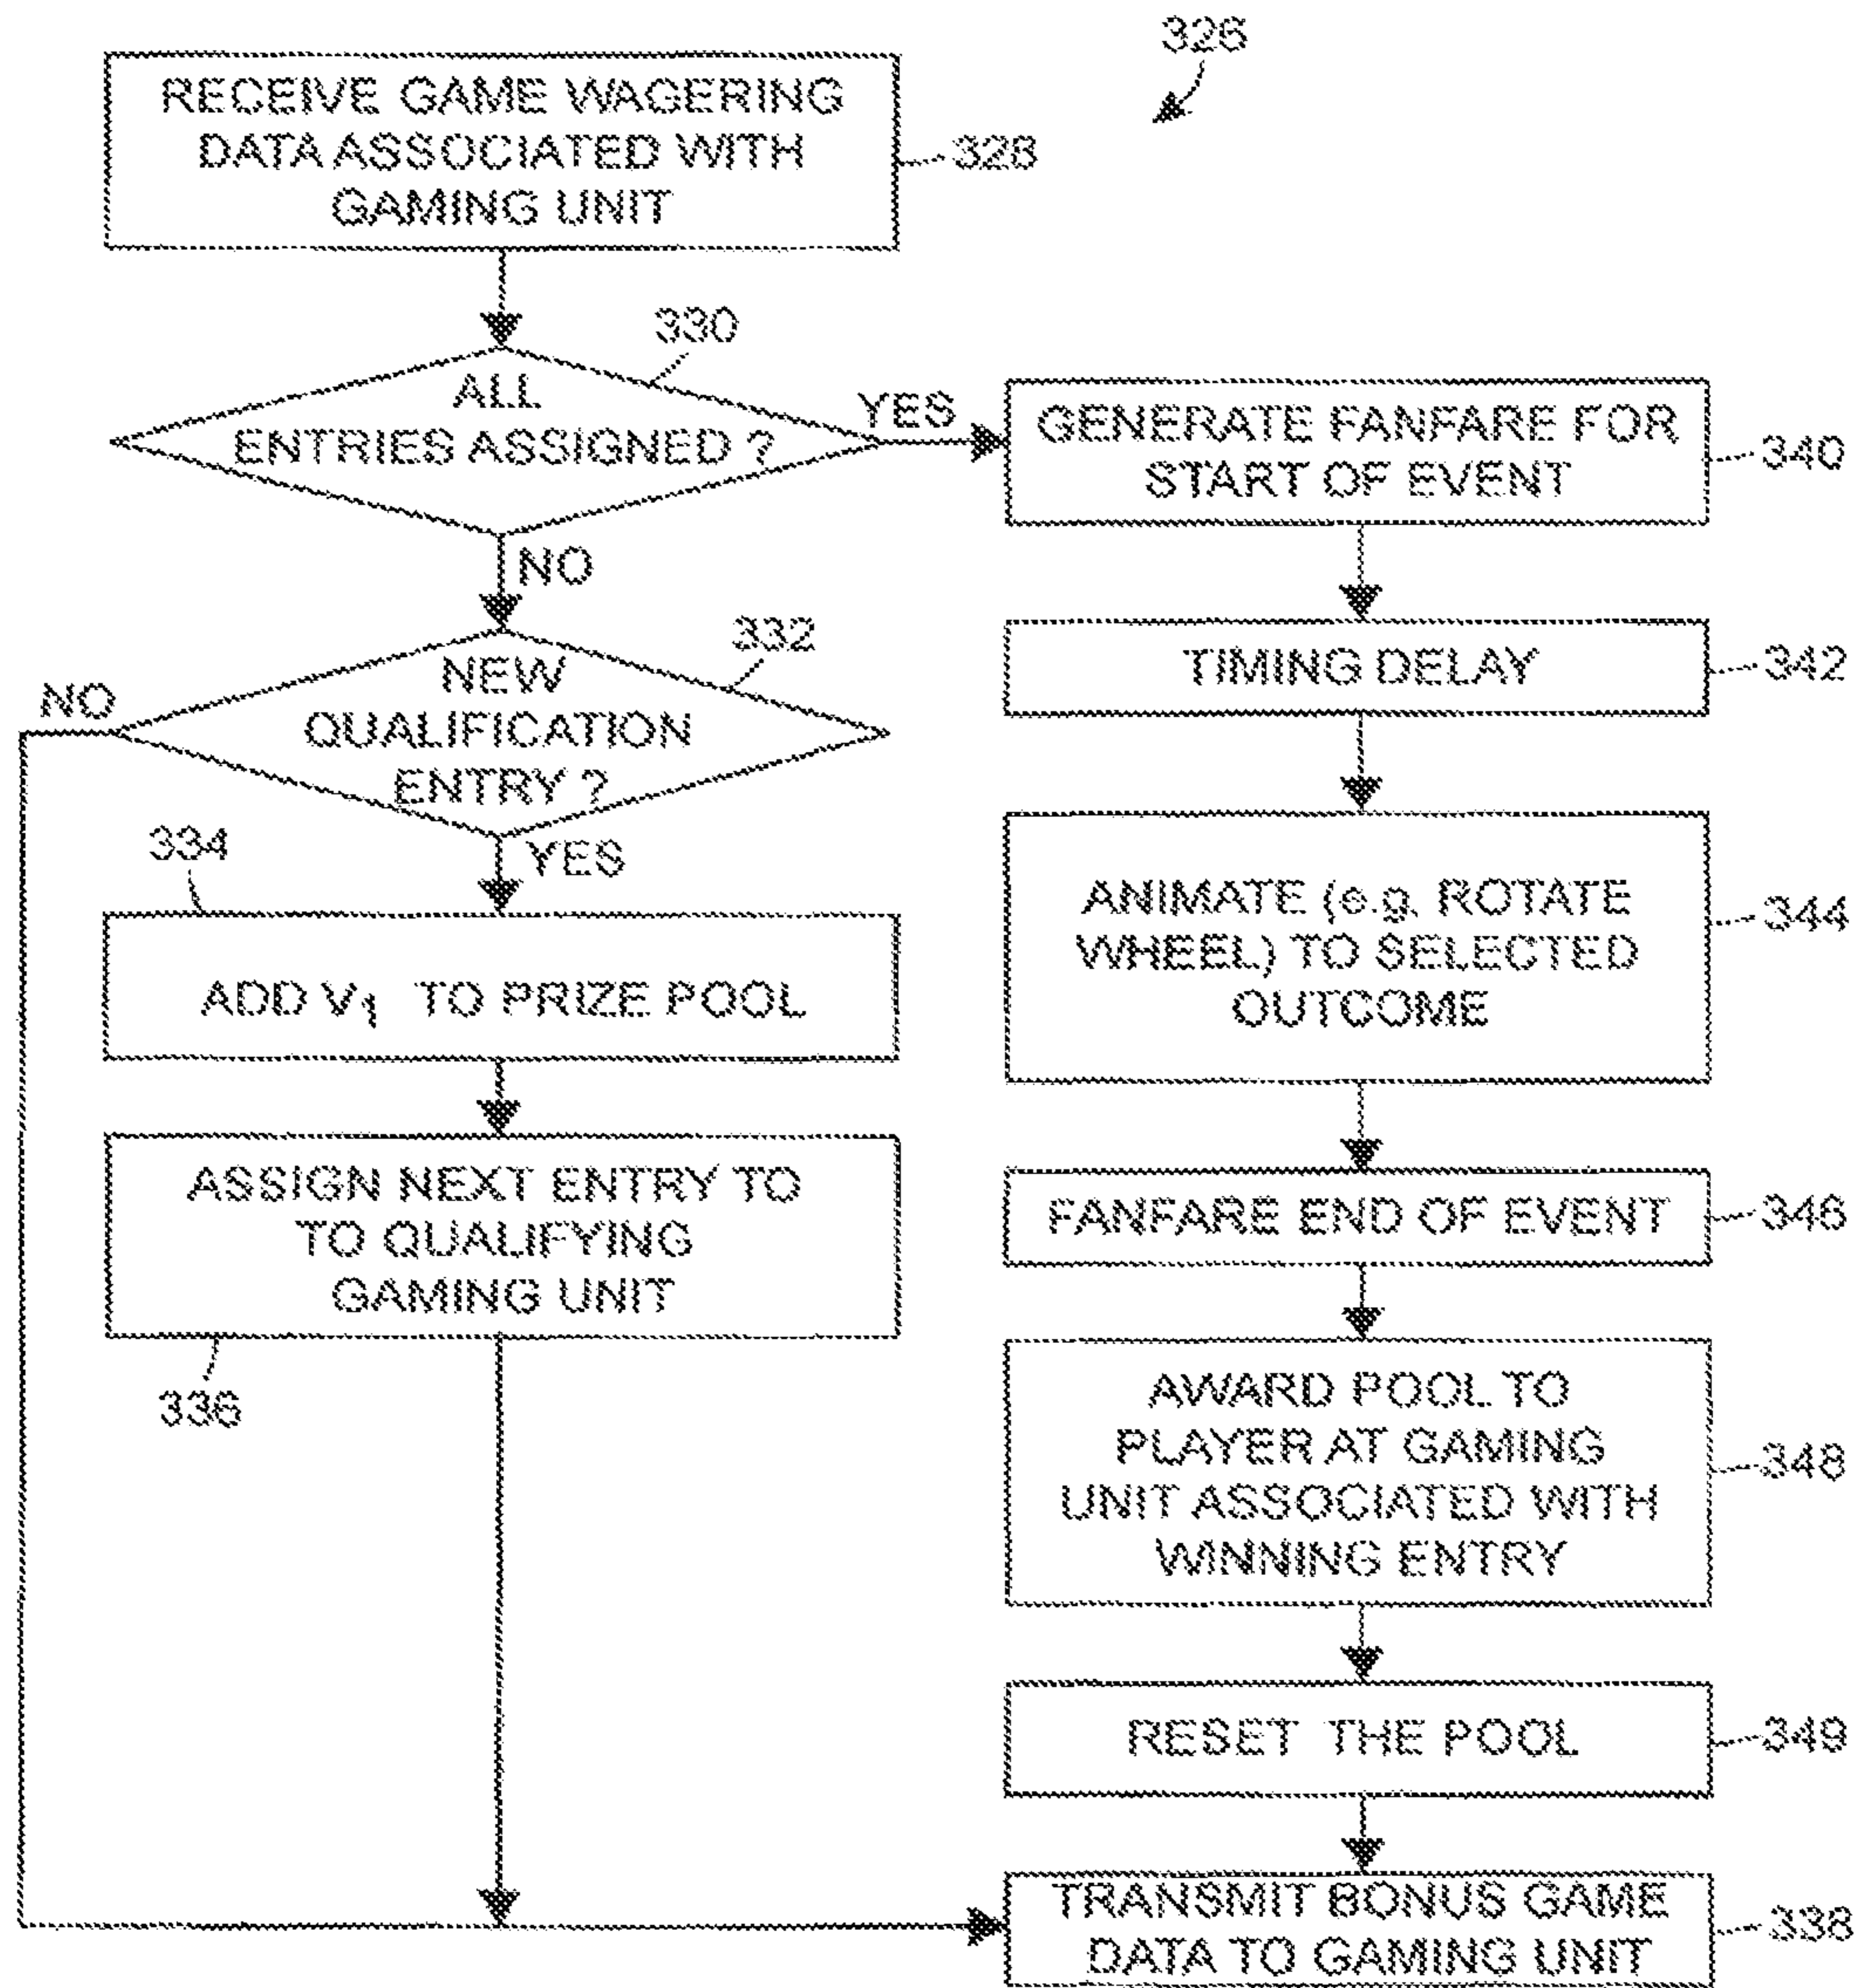 326
RECEIVE GAME WAGERING
DATA ASSOCIATED WITH
GAMING UNIT
328
330
ALL
ENTRIES ASSIGNED ?
YES
NO
332
NEW
QUALIFICATION
ENTRY ?
NO
YES
334
ADD V₁ TO PRIZE POOL
ASSIGN NEXT ENTRY TO
TO QUALIFYING
GAMING UNIT
336
GENERATE FANFARE FOR
START OF EVENT
340
TIMING DELAY
342
ANIMATE (e.g. ROTATE
WHEEL) TO SELECTED
OUTCOME
344
FANFARE END OF EVENT
346
AWARD POOL TO
PLAYER AT GAMING
UNIT ASSOCIATED WITH
WINNING ENTRY
348
RESET THE POOL
349
TRANSMIT BONUS GAME
DATA TO GAMING UNIT
338